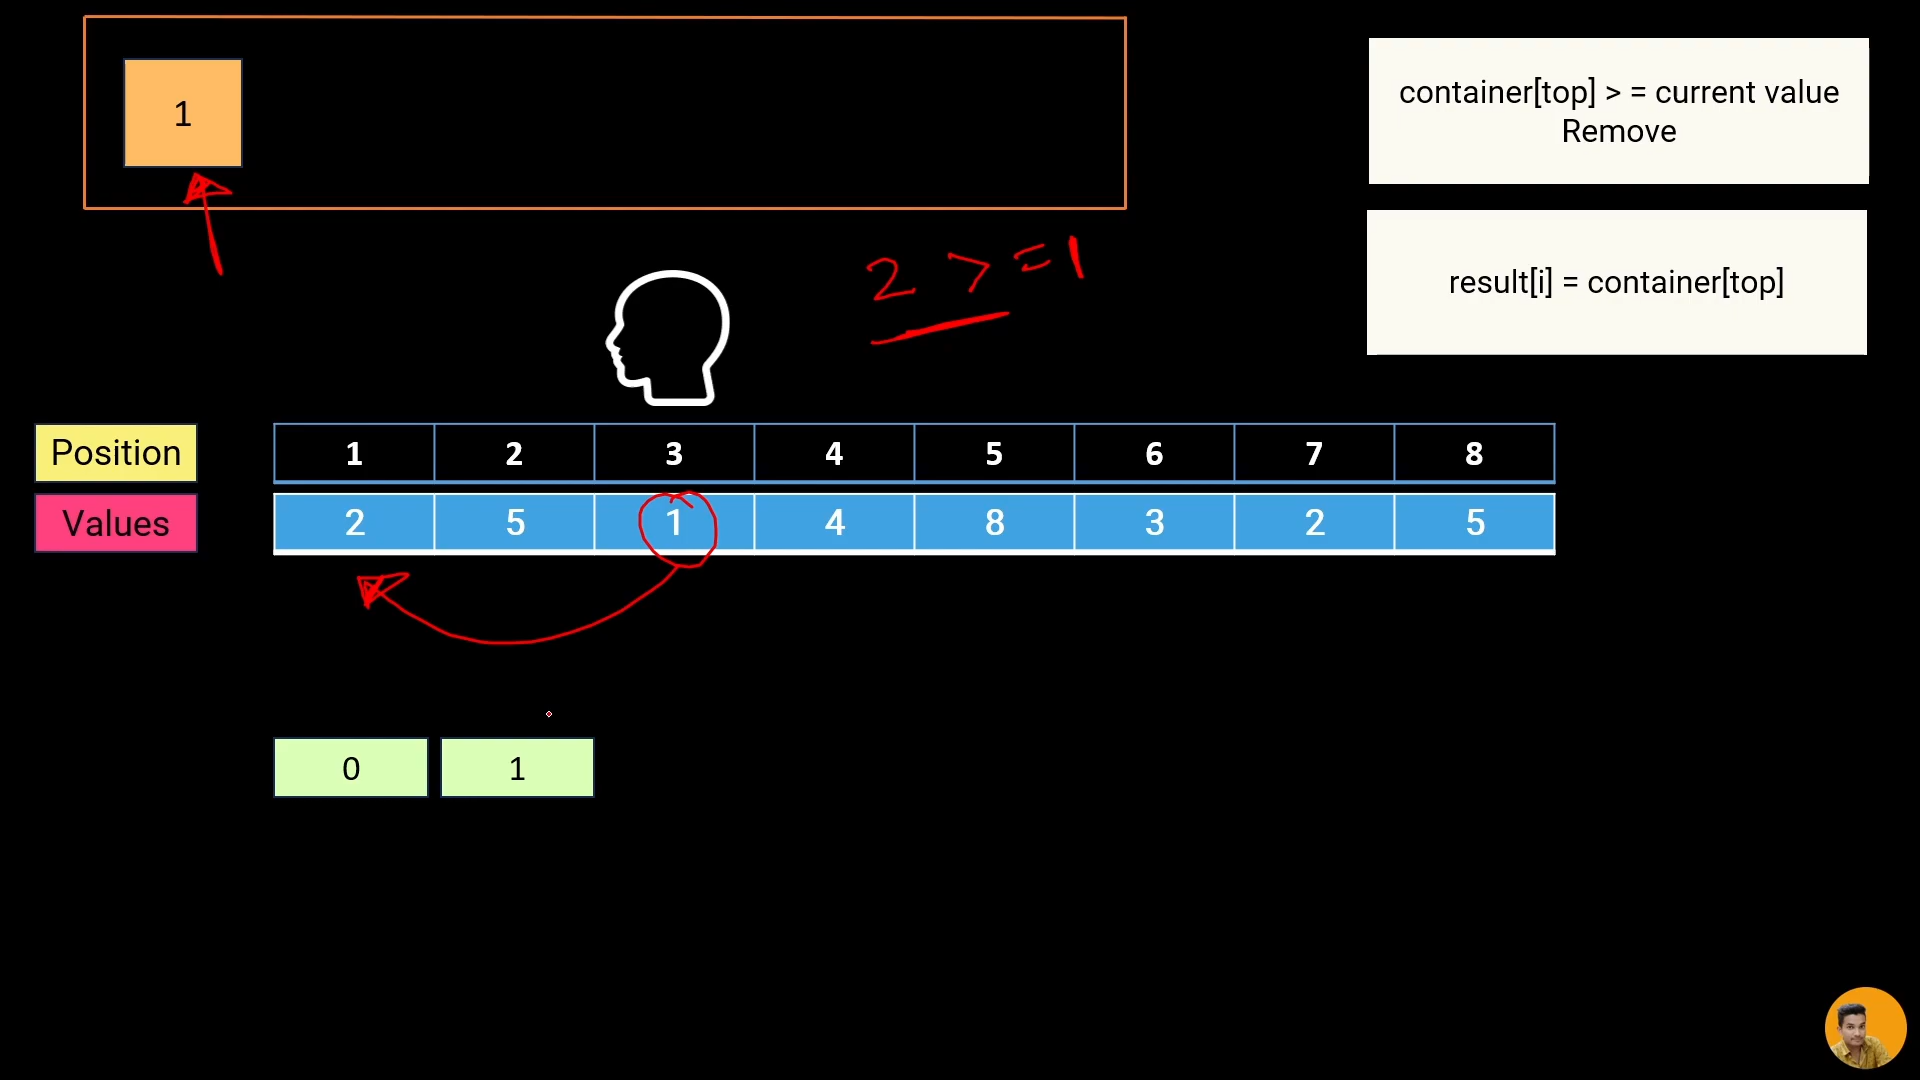 1
container[top] > = current value
Remove
2 >=1
result[i] = container[top]
Position 1 2 3 4 5 6 7 8
Values 2 5 1 4 8 3 2 5
0 1